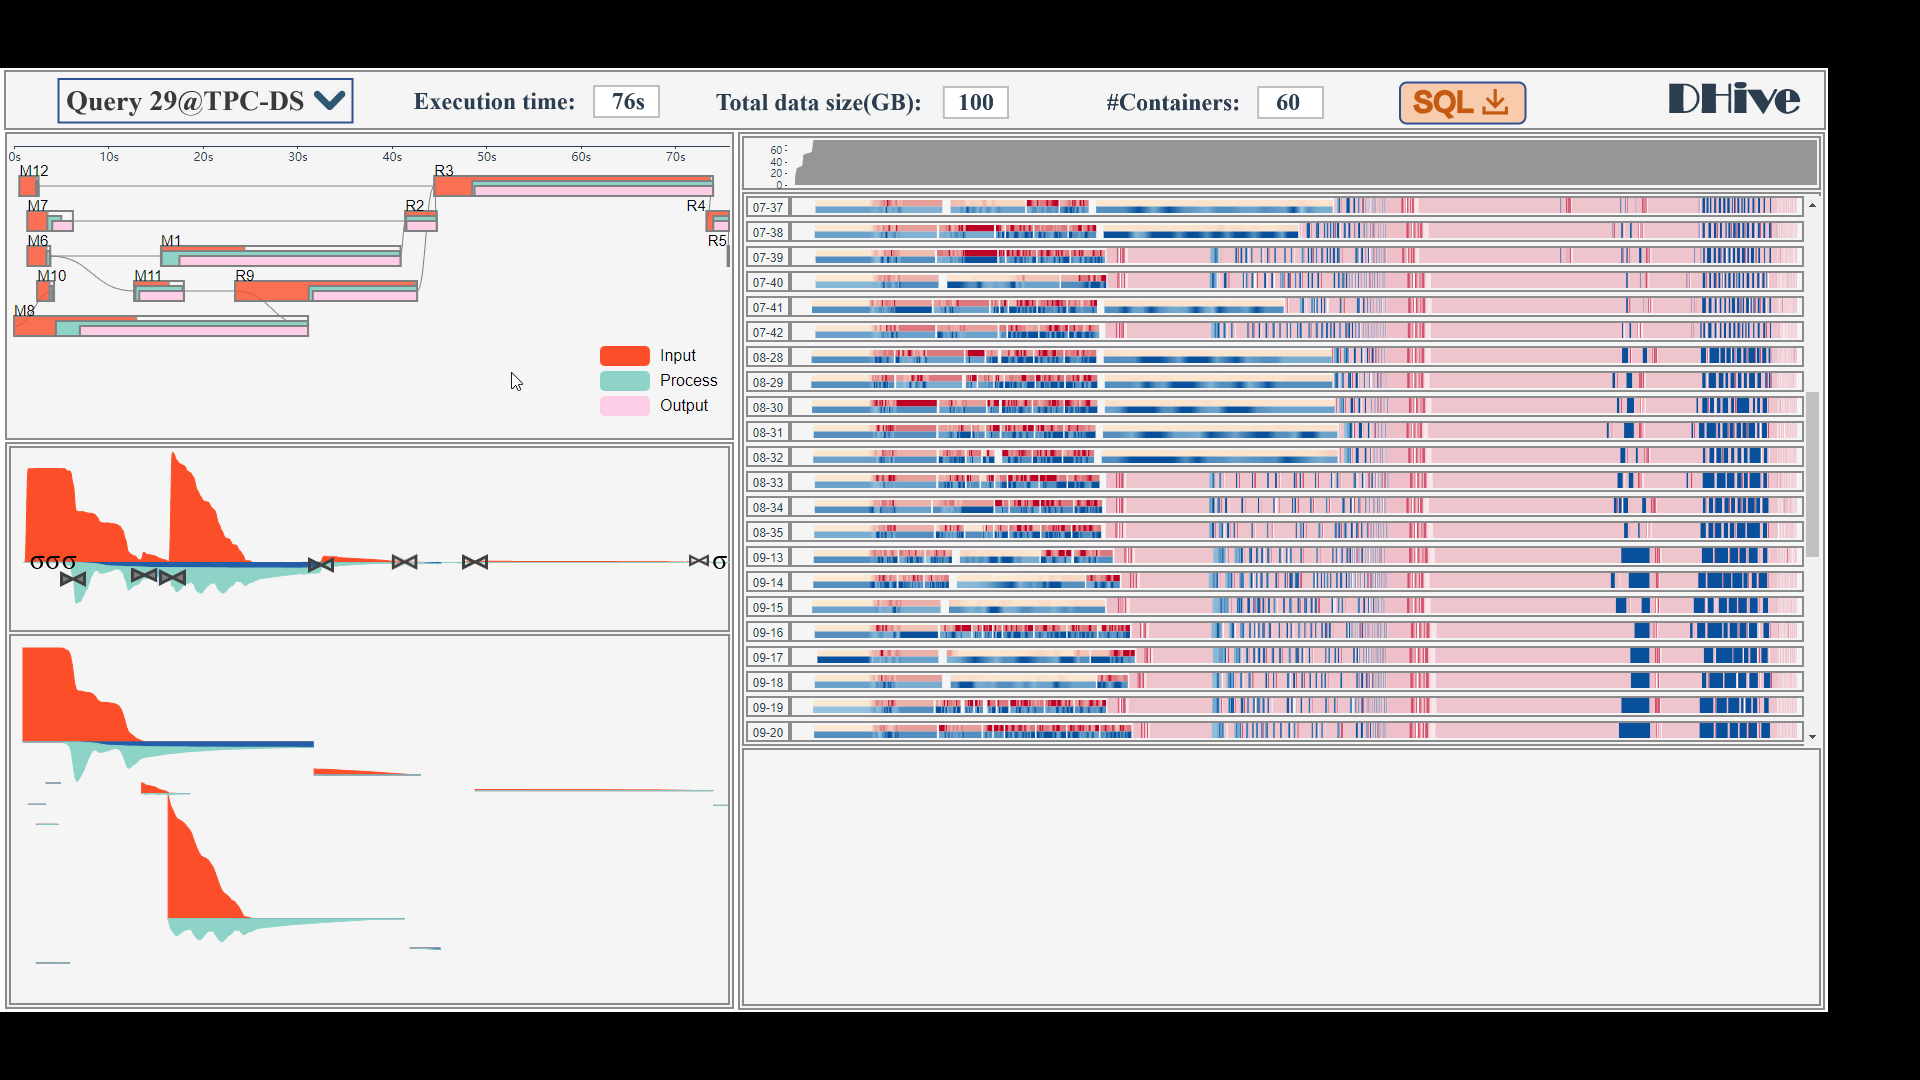 Query 29@TPC-DS
Execution time: 76s
Total data size(GB): 100
#Containers: 60
SQL
DHive
0s 10s 20s 30s 40s 50s 60s 70s
M12
R3
M7
R2
R4
M6
M1
R5
M10
M11
R9
M8
Input
Process
Output
σσσ
σ
60
40
20
0
07-37
07-38
07-39
07-40
07-41
07-42
08-28
08-29
08-30
08-31
08-32
08-33
08-34
08-35
09-13
09-14
09-15
09-16
09-17
09-18
09-19
09-20